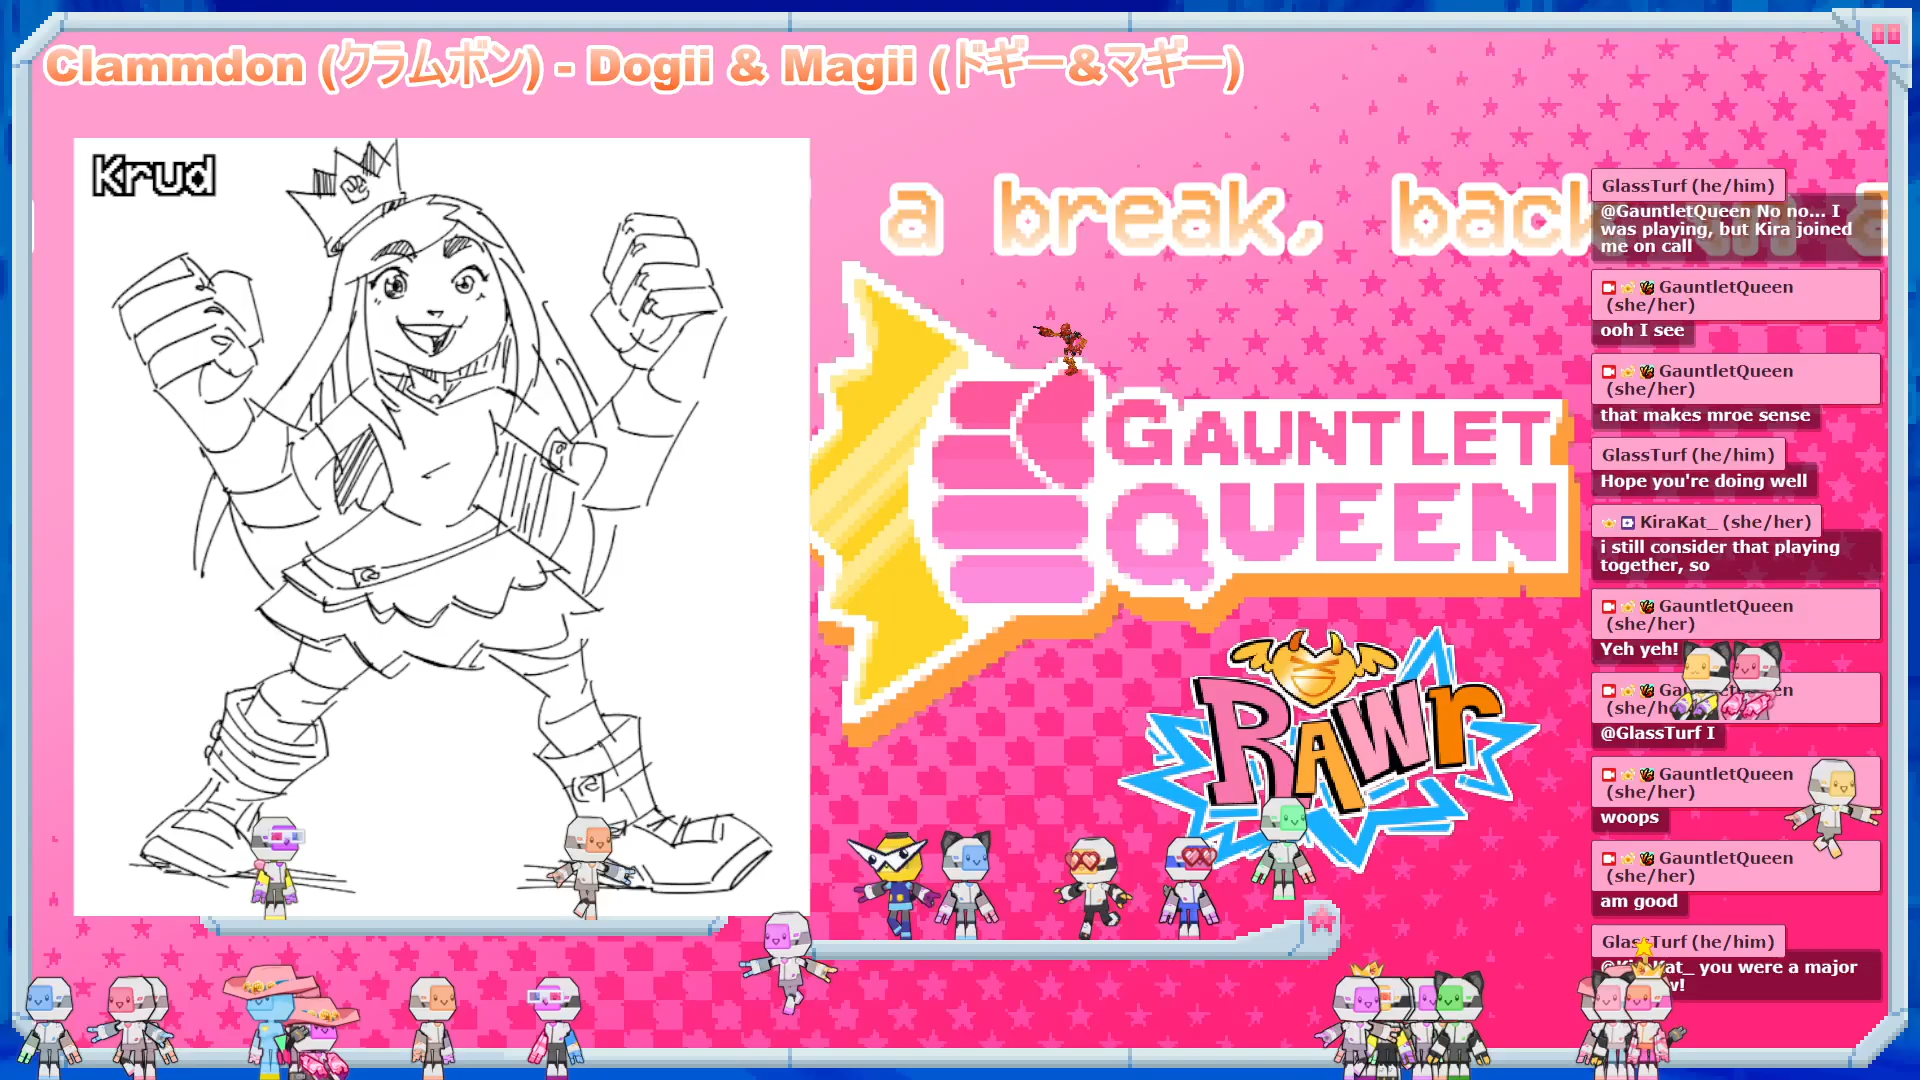 Clammdon (クラムボン) - Dogii & Magii (ドギー&マギー)
Krud
a break, back
GAUNTLET
QUEEN
RAWr
GlassTurf (he/him)
@GauntletQueen No no... I
was playing, but Kira joined
me on call
GauntletQueen
(she/her)
ooh I see
GauntletQueen
(she/her)
that makes mroe sense
GlassTurf (he/him)
Hope you're doing well
KiraKat_ (she/her)
i still consider that playing
together, so
GauntletQueen
(she/her)
Yeh yeh!
@GlassTurf I
GauntletQueen
(she/her)
woops
GauntletQueen
(she/her)
am good
GlassTurf (he/him)
@KiraKat_ you were a major